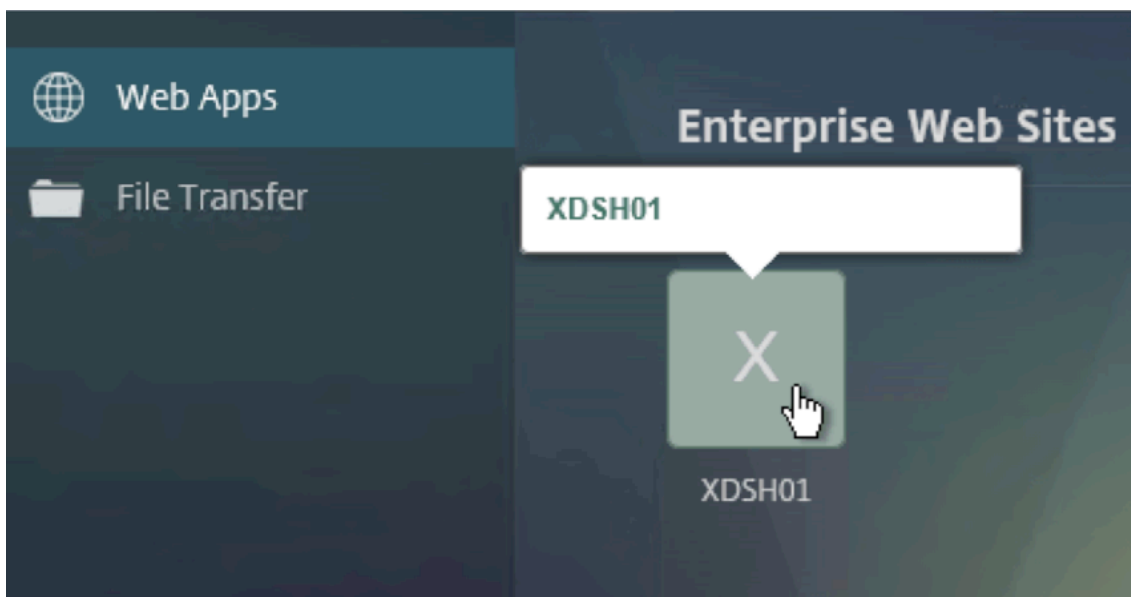 Web Apps
File Transfer
Enterprise Web Sites
XDSH01
X
XDSH01